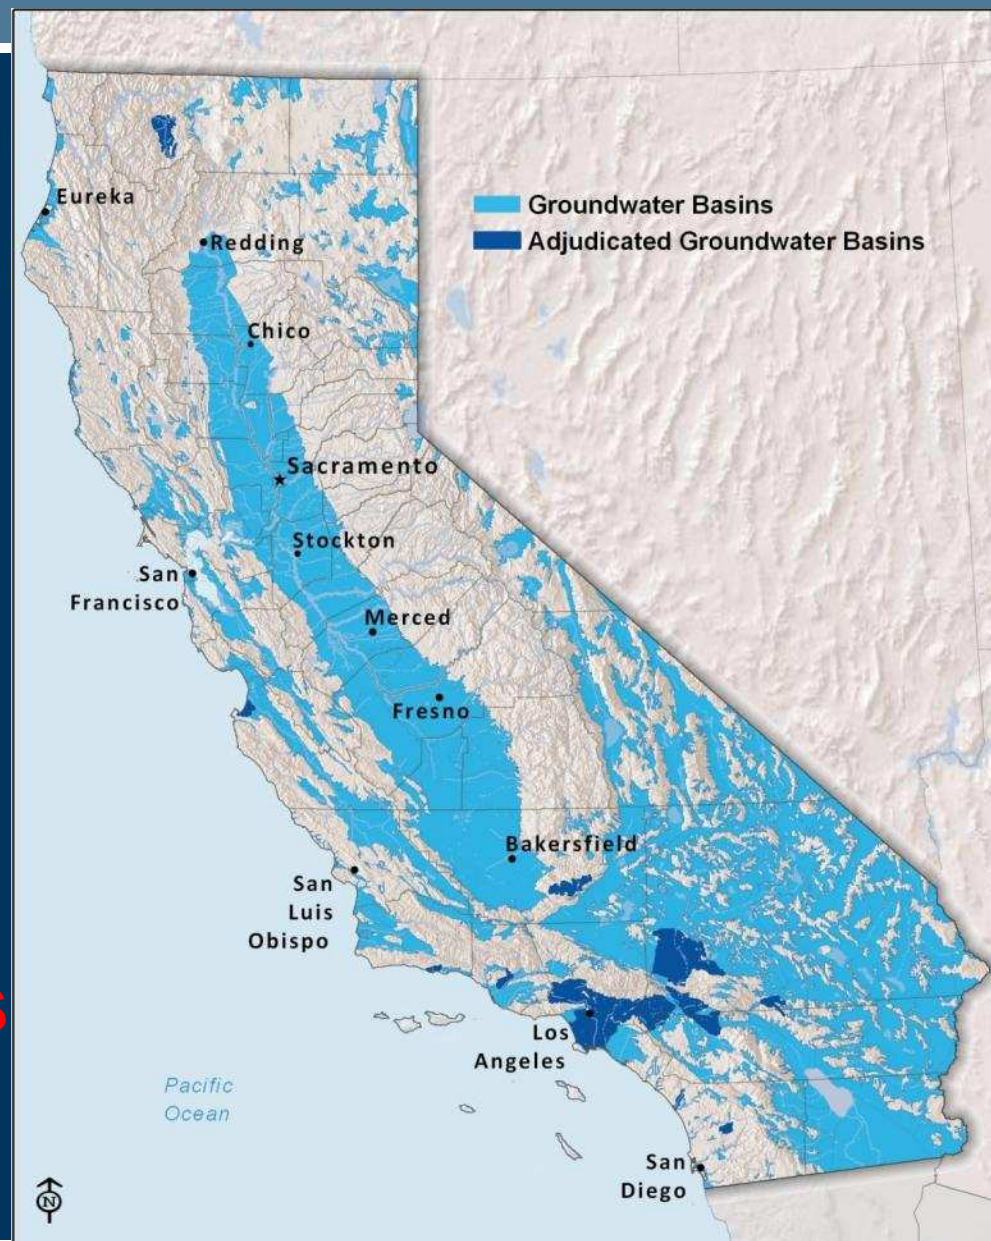 Groundwater Basins
Adjudicated Groundwater Basins
Eureka
Redding
Chico
Sacramento
Stockton
San
Francisco
Merced
Fresno
Bakersfield
San
Luis
Obispo
s
Los
Angeles
Pacific
Ocean
San
Diego
N